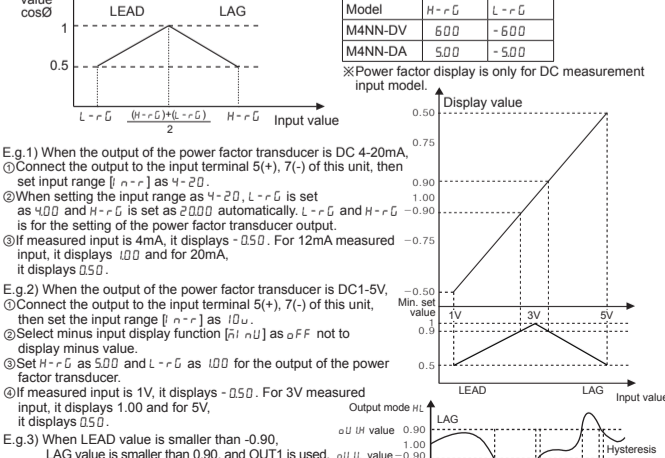 value
cosØ
LEAD
LAG
1
0.5
L-rG
(H-rG)+(L-rG)
2
H-rG
Input value
Model H-rG L-rG
M4NN-DV 600 -600
M4NN-DA 5.00 -5.00
※Power factor display is only for DC measurement
input model.
E.g.1) When the output of the power factor transducer is DC 4-20mA,
①Connect the output to the input terminal 5(+), 7(-) of this unit, then
set input range [In-r] as 4-20.
②When setting the input range as 4-20, L-rG is set
as 4.00 and H-rG is set as 20.00 automatically. L-rG and H-rG
is for the setting of the power factor transducer output.
③If measured input is 4mA, it displays -0.50. For 12mA measured
input, it displays 1.00 and for 20mA,
it displays 0.50.
E.g.2) When the output of the power factor transducer is DC1-5V,
①Connect the output to the input terminal 5(+), 7(-) of this unit,
then set the input range [In-r] as 10u.
②Select minus input display function [ ] as oFF not to
display minus value.
③Set H-rG as 5.00 and L-rG as 1.00 for the output of the power
factor transducer.
④If measured input is 1V, it displays -0.50. For 3V measured
input, it displays 1.00 and for 5V,
it displays 0.50.
E.g.3) When LEAD value is smaller than -0.90,
LAG value is smaller than 0.90, and OUT1 is used,
Display value
0.50
0.75
0.90
1.00
-0.90
-0.75
-0.50
Min. set
value
1V 3V 5V
1
0.9
0.5
LEAD
LAG
Input value
Output mode HL
LAG
value 0.90
1.00
value -0.90
Hysteresis